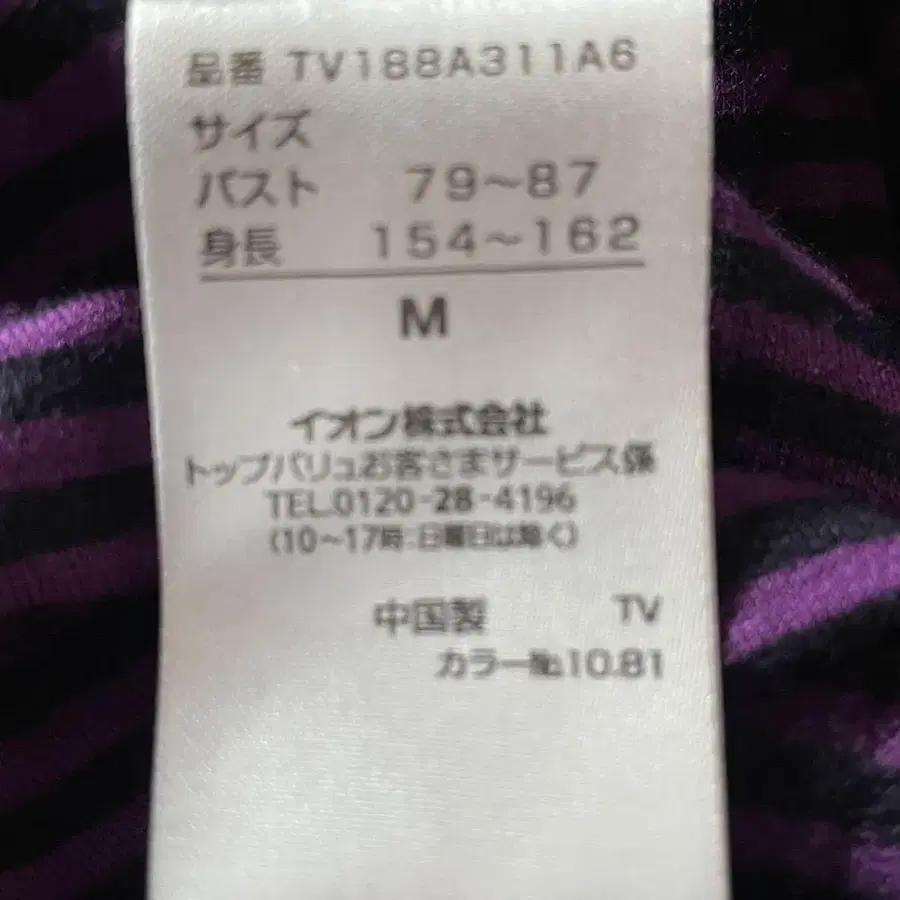 品番 TV188A311A6
サイズ
バスト 79～87
身長 154～162
M
イオン株式会社
トップバリュお客さまサービス係
TEL.0120-28-4196
(10～17時:日曜日は除く)
中国製 TV
カラー№10.81